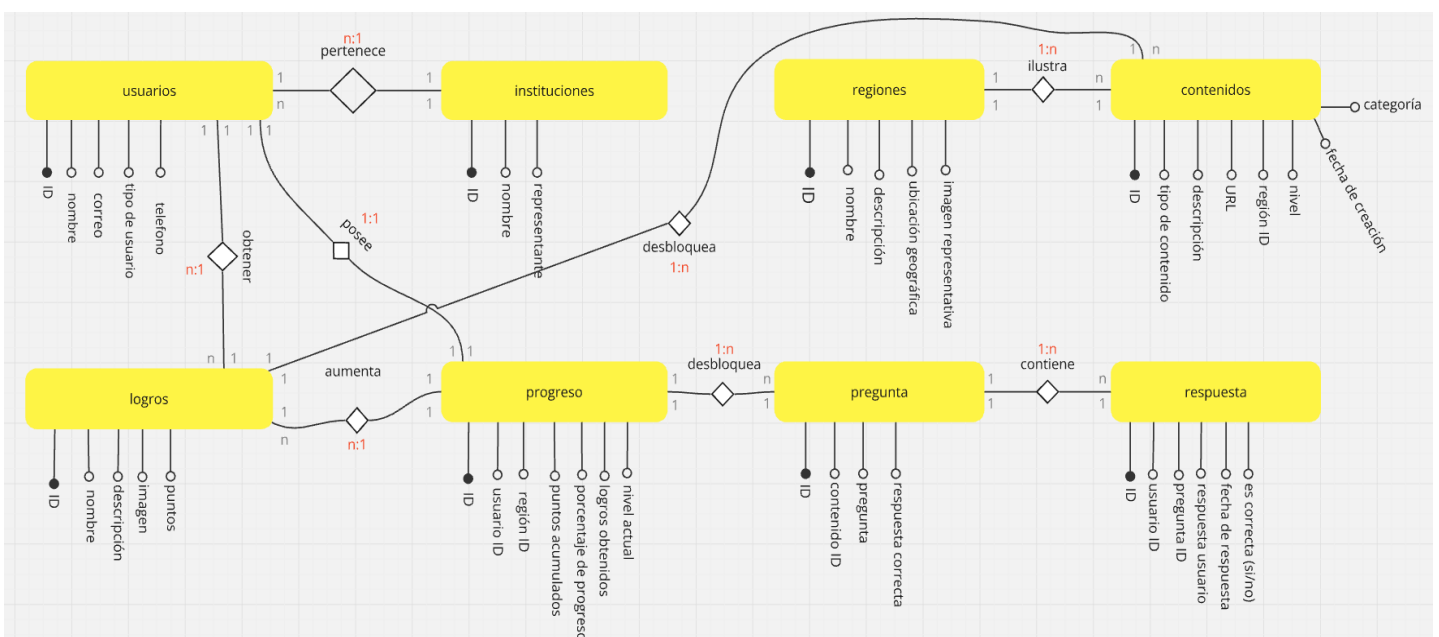 n:1
pertenece
usuarios
1
n
1
1
instituciones
regiones
1
1
1:n
ilustra
n
1
1
n
contenidos
categoría
fecha de creación
1
1
1
1
ID
nombre
correo
tipo de usuario
telefono
ID
nombre
representante
ID
nombre
descripción
ubicación geográfica
imagen representativa
ID
tipo de contenido
descripción
URL
región ID
nivel
obtener
n:1
1:1
posee
desbloquea
1:n
n
1
1
1
1
logros
1
1
n
aumenta
n:1
1
1
progreso
1
1
1:n
desbloquea
n
1
pregunta
1
1
1:n
contiene
n
1
respuesta
ID
nombre
descripción
imagen
puntos
ID
usuario ID
región ID
puntos acumulados
porcentaje de progreso
logros obtenidos
nivel actual
ID
contenido ID
pregunta
respuesta correcta
ID
usuario ID
pregunta ID
respuesta usuario
fecha de respuesta
es correcta (si/no)